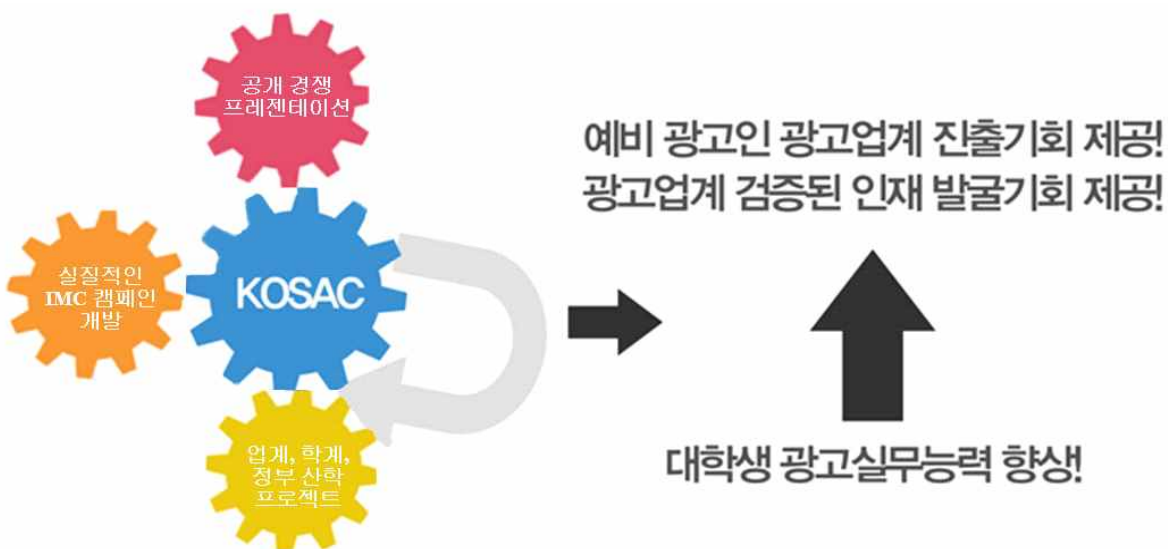 공개 경쟁
프레젠테이션
실질적인
IMC 캠페인
개발
KOSAC
업계, 학계,
정부 산학
프로젝트
예비 광고인 광고업계 진출기회 제공!
광고업계 검증된 인재 발굴기회 제공!
대학생 광고실무능력 향상!